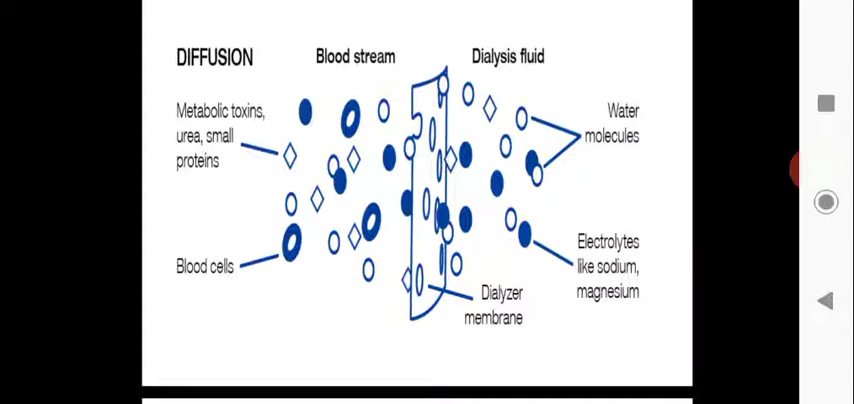 DIFFUSION
Blood stream
Dialysis fluid
Metabolic toxins,
urea, small
proteins
Water
molecules
Blood cells
Electrolytes
like sodium,
magnesium
Dialyzer
membrane